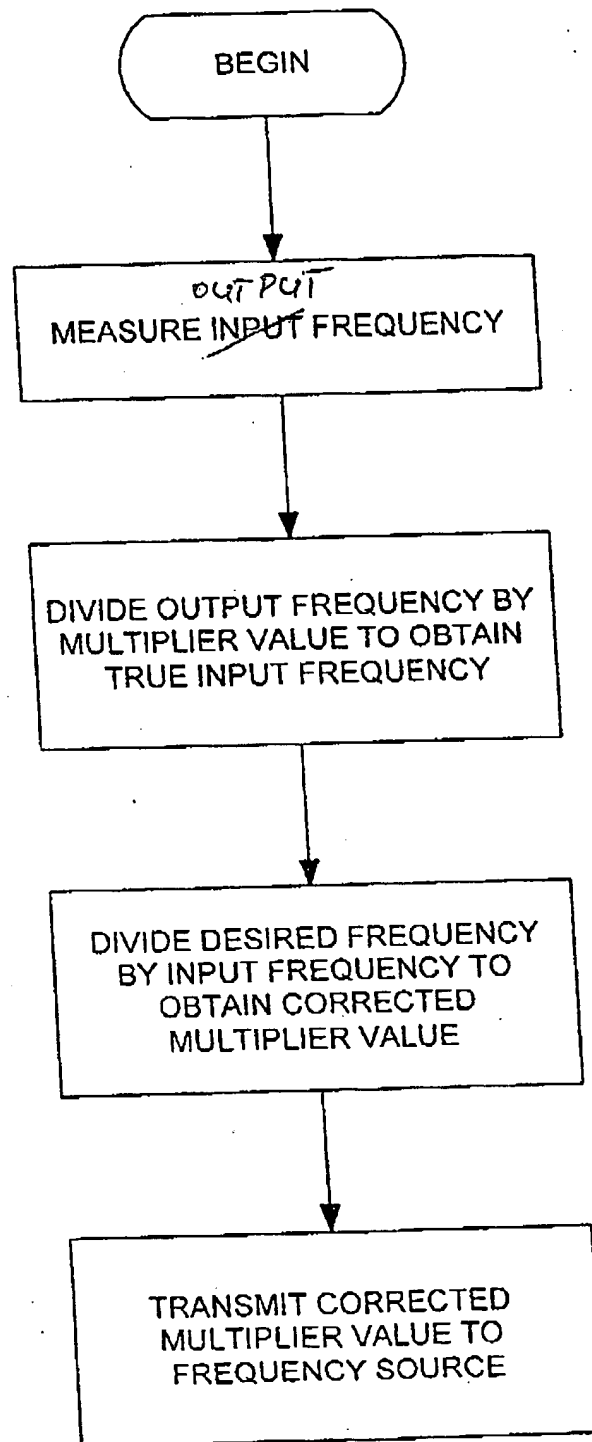 BEGIN
OUTPUT
MEASURE INPUT FREQUENCY
DIVIDE OUTPUT FREQUENCY BY
MULTIPLIER VALUE TO OBTAIN
TRUE INPUT FREQUENCY
DIVIDE DESIRED FREQUENCY
BY INPUT FREQUENCY TO
OBTAIN CORRECTED
MULTIPLIER VALUE
TRANSMIT CORRECTED
MULTIPLIER VALUE TO
FREQUENCY SOURCE